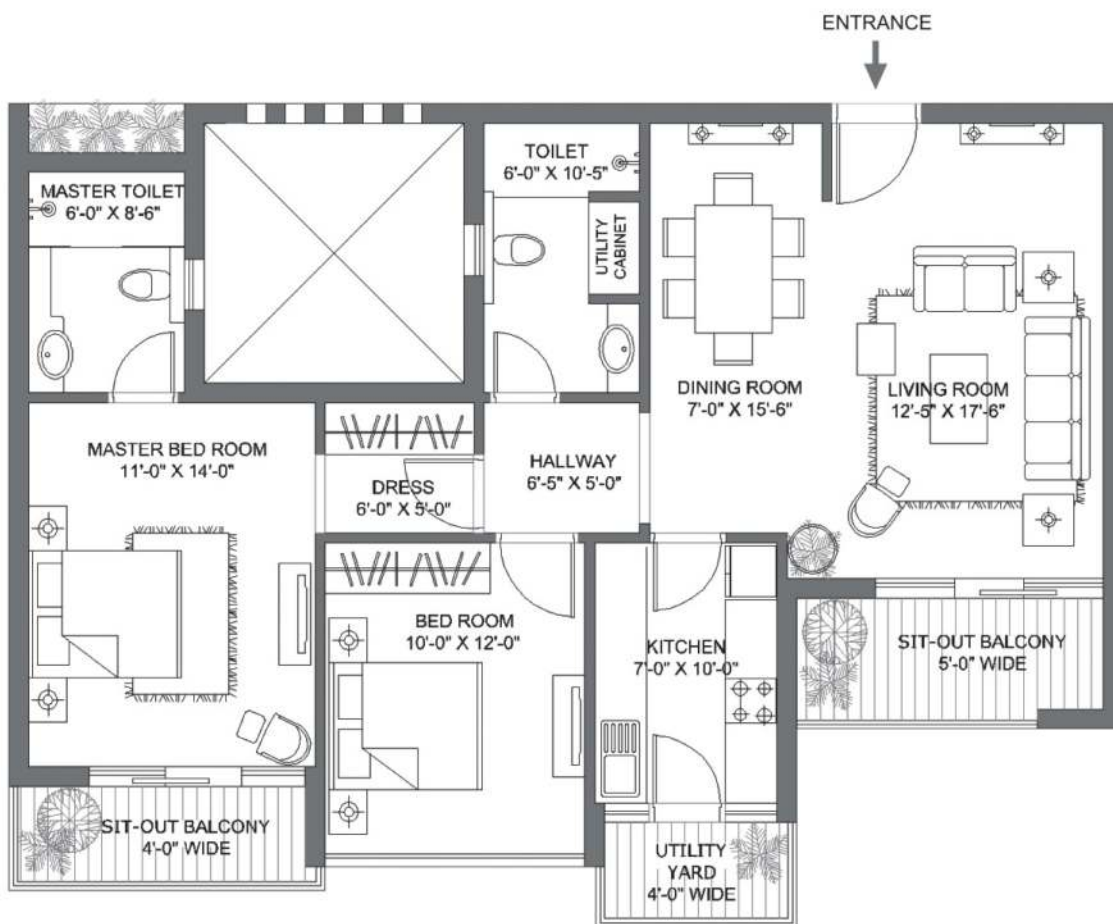 ENTRANCE
MASTER TOILET
6'-0" X 8'-6"
TOILET
6'-0" X 10'-5"
UTILITY
CABINET
DINING ROOM
7'-0" X 15'-6"
LIVING ROOM
12'-5" X 17'-6"
MASTER BED ROOM
11'-0" X 14'-0"
DRESS
6'-0" X 5'-0"
HALLWAY
6'-5" X 5'-0"
BED ROOM
10'-0" X 12'-0"
KITCHEN
7'-0" X 10'-0"
SIT-OUT BALCONY
5'-0" WIDE
SIT-OUT BALCONY
4'-0" WIDE
UTILITY
YARD
4'-0" WIDE